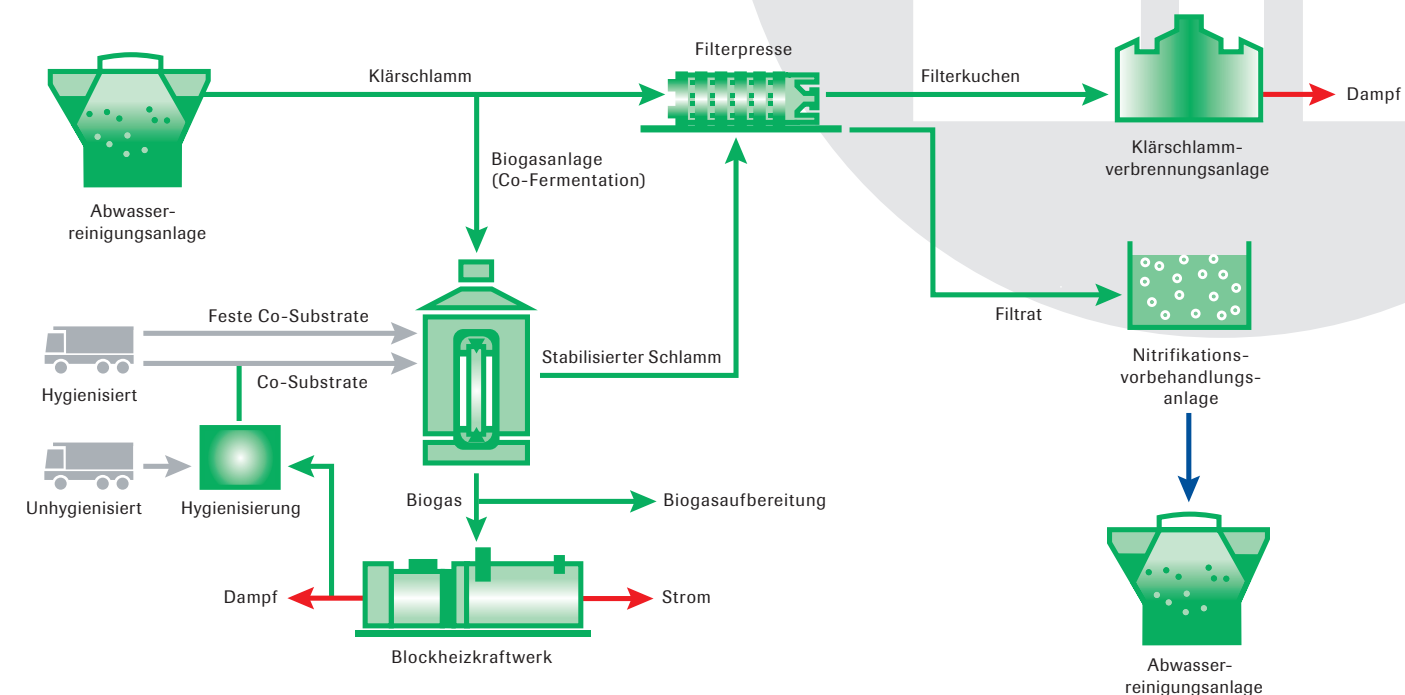 Filterpresse
Klärschlamm
Filterkuchen
Dampf
Klärschlamm-
verbrennungsanlage
Biogasanlage
(Co-Fermentation)
Abwasser-
reinigungsanlage
Feste Co-Substrate
Filtrat
Stabilisierter Schlamm
Nitrifikations-
vorbehandlungs-
anlage
Co-Substrate
Hygienisiert
Biogas
Biogasaufbereitung
Unhygienisiert
Hygienisierung
Dampf
Strom
Blockheizkraftwerk
Abwasser-
reinigungsanlage